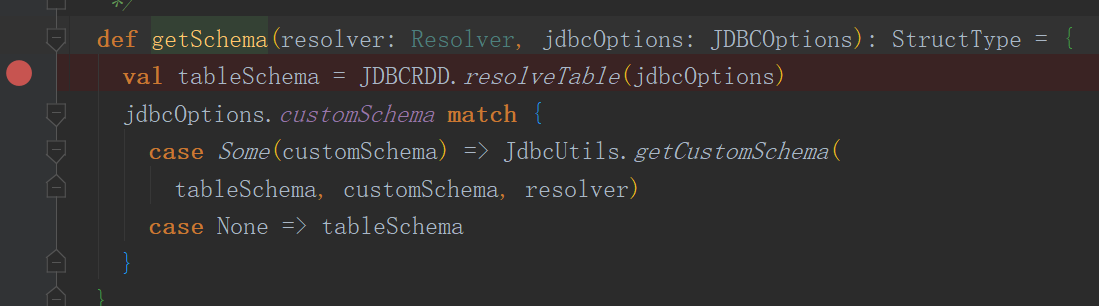 */
def getSchema(resolver: Resolver, jdbcOptions: JDBCOptions): StructType = {
val tableSchema = JDBCRDD.resolveTable(jdbcOptions)
jdbcOptions.customSchema match {
case Some(customSchema) => JdbcUtils.getCustomSchema(
tableSchema, customSchema, resolver)
case None => tableSchema
}
}